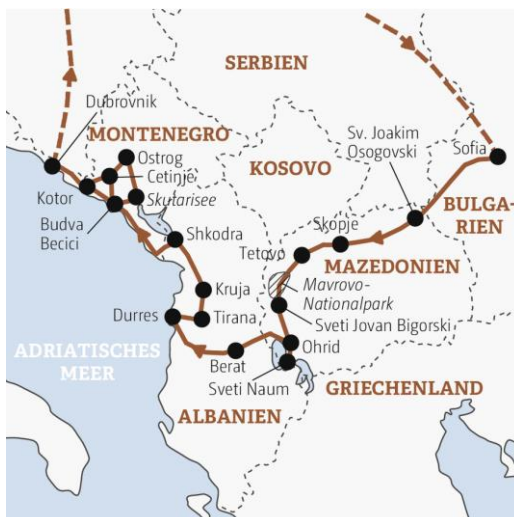 SERBIEN
Dubrovnik
MONTENEGRO
Ostrog
Cetinje
Skutarisee
Kotor
Budva
Becici
KOSOVO
Sv. Joakim
Osogovski
Sofia
BULGA-
RIEN
Shkodra
Skopje
Tetovo
MAZEDONIEN
Mavrovo-
Nationalpark
Kruja
Durres
Tirana
Sveti Jovan Bigorski
ADRIATISCHES
MEER
Ohrid
Berat
Sveti Naum
GRIECHENLAND
ALBANIEN